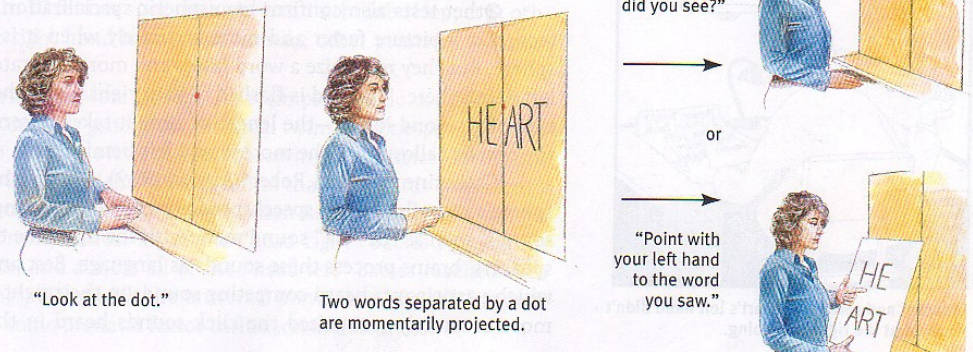 HE·ART
“Look at the dot.”
Two words separated by a dot
are momentarily projected.
did you see?”
or
“Point with
your left hand
to the word
you saw.”
HE
ART